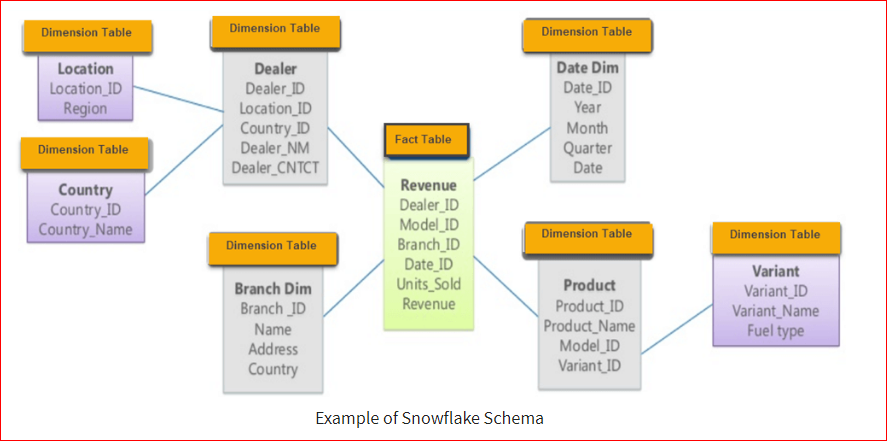 Dimension Table
Location
Location_ID
Region
Dimension Table
Country
Country_ID
Country_Name
Dimension Table
Dealer
Dealer_ID
Location_ID
Country_ID
Dealer_NM
Dealer_CNTCT
Dimension Table
Branch Dim
Branch _ID
Name
Address
Country
Fact Table
Revenue
Dealer_ID
Model_ID
Branch_ID
Date_ID
Units_Sold
Revenue
Dimension Table
Date Dim
Date_ID
Year
Month
Quarter
Date
Dimension Table
Product
Product_ID
Product_Name
Model_ID
Variant_ID
Dimension Table
Variant
Variant_ID
Variant_Name
Fuel type
Example of Snowflake Schema